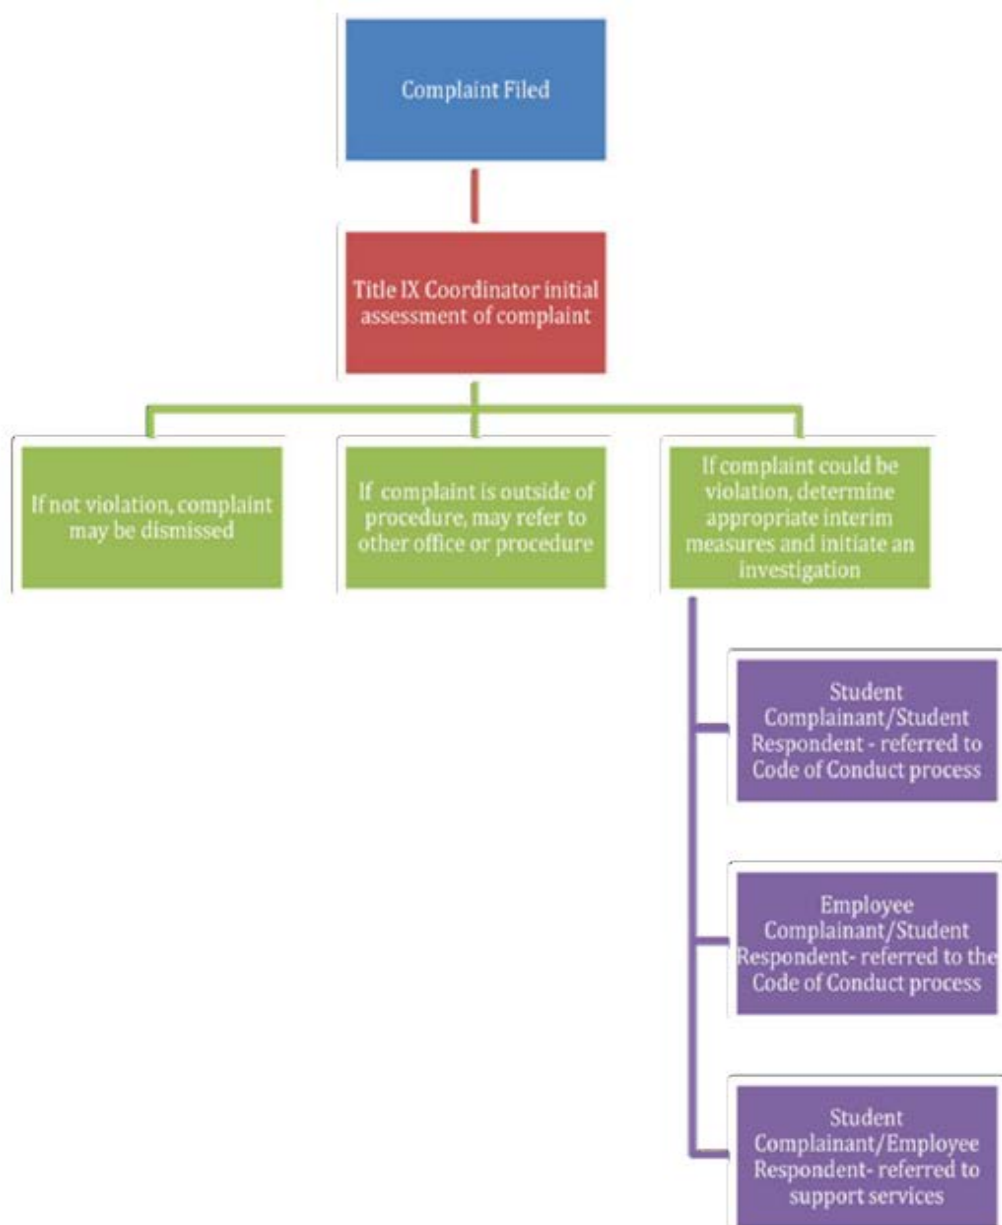 Complaint Filed
Title IX Coordinator initial
assessment of complaint
If not violation, complaint
may be dismissed
If complaint is outside of
procedure, may refer to
other office or procedure
If complaint could be
violation, determine
appropriate interim
measures and initiate an
investigation
Student
Complainant/Student
Respondent - referred to
Code of Conduct process
Employee
Complainant/Student
Respondent- referred to the
Code of Conduct process
Student
Complainant/Employee
Respondent- referred to
support services